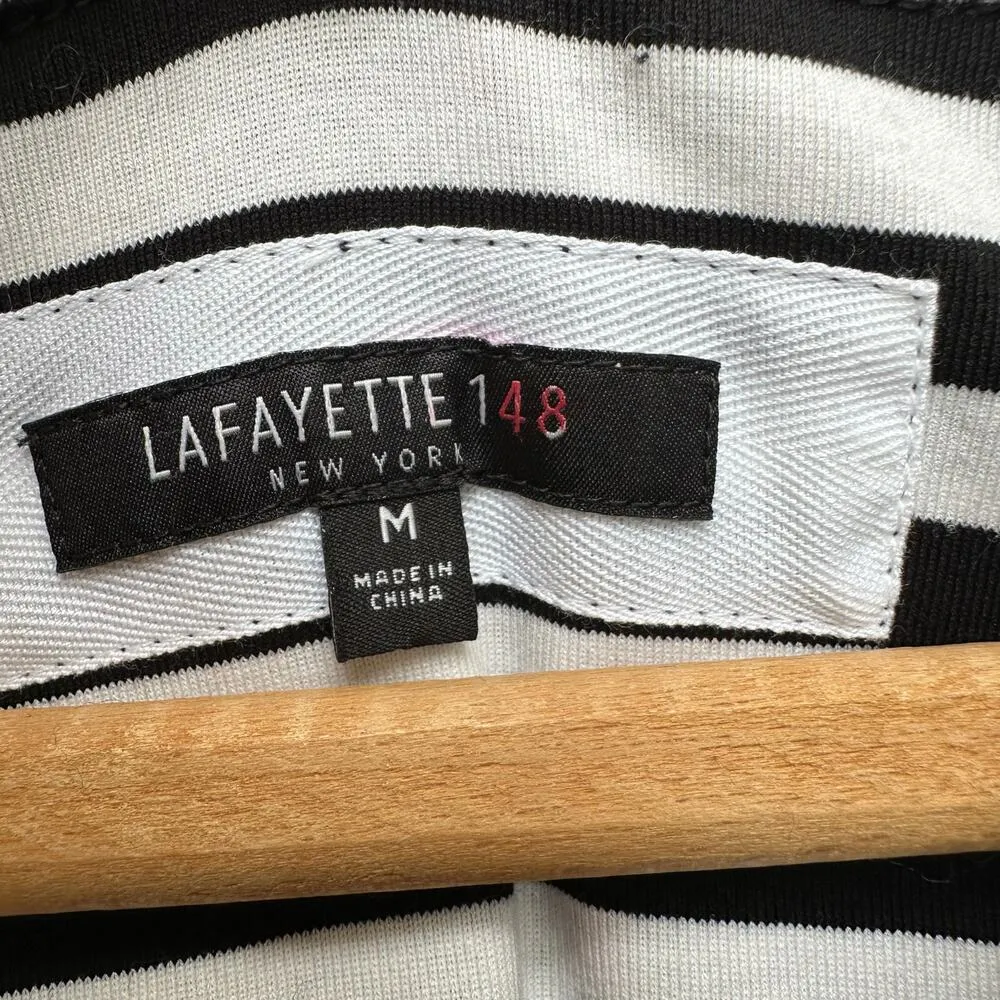 LAFAYETTE 148
NEW YORK
M
MADE IN
CHINA